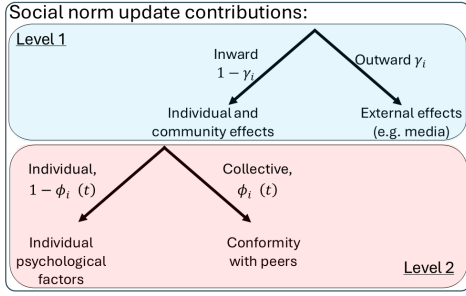 Social norm update contributions:
Level 1
Inward
1 − γᵢ
Outward γᵢ
Individual and
community effects
External effects
(e.g. media)
Individual,
1 − ϕᵢ (t)
Collective,
ϕᵢ (t)
Individual
psychological
factors
Conformity
with peers
Level 2